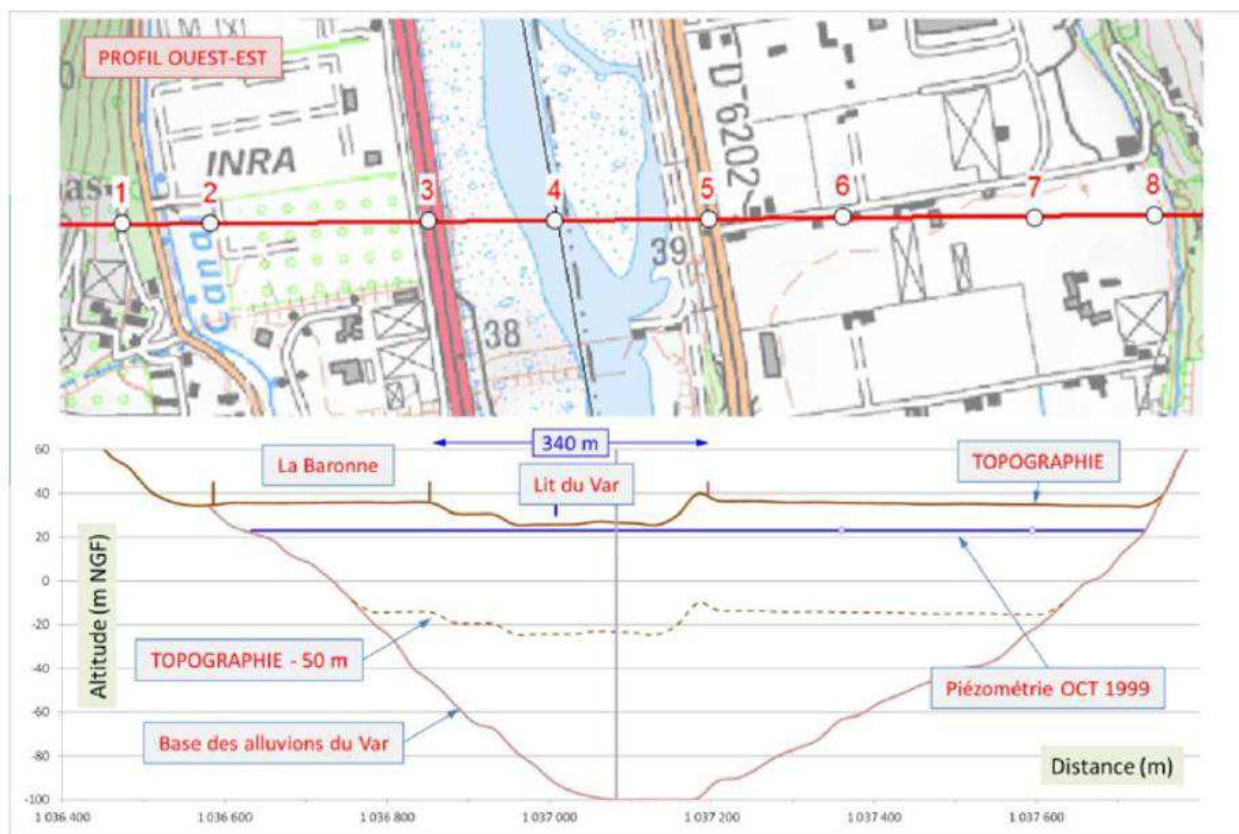 PROFIL OUEST-EST
INRA
Cana
D 6202
as
1
2
3
4
5
6
7
8
38
39
340 m
La Baronne
Lit du Var
TOPOGRAPHIE
TOPOGRAPHIE - 50 m
Piézométrie OCT 1999
Base des alluvions du Var
Altitude (m NGF)
Distance (m)
60
40
20
0
-20
-40
-60
-80
-100
1 036 400
1 036 600
1 036 800
1 037 000
1 037 200
1 037 400
1 037 600